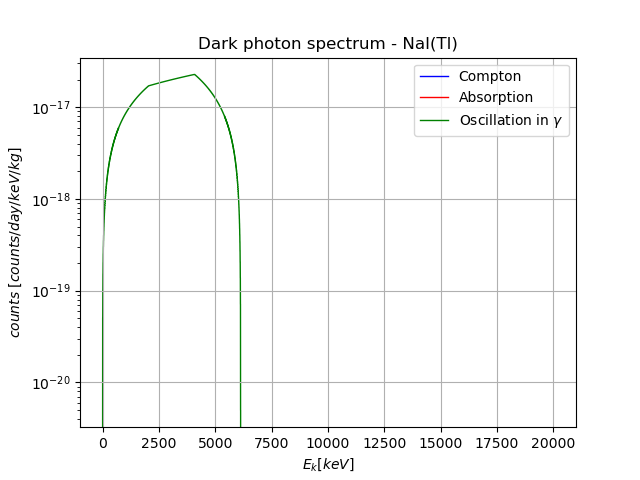 Dark photon spectrum - NaI(Tl)
Compton
Absorption
Oscillation in γ
10⁻¹⁷
10⁻¹⁸
10⁻¹⁹
10⁻²⁰
counts [counts/day/keV/kg]
0 2500 5000 7500 10000 12500 15000 17500 20000
E_k[keV]